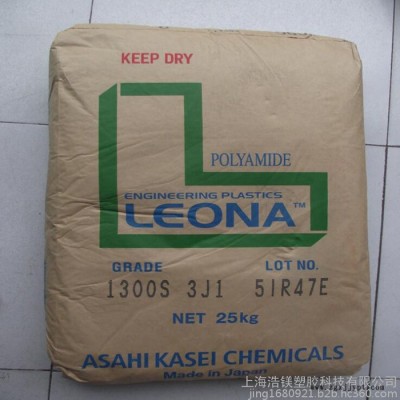 KEEP DRY
POLYAMIDE
ENGINEERING PLASTICS
LEONA™
GRADE LOT NO.
1300S 3J1 51R47E
NET 25kg
ASAHI KASEI CHEMICALS
Made in Japan
上海浩镁塑胶科技有限公司
jing1680921.b2b.hc360.com